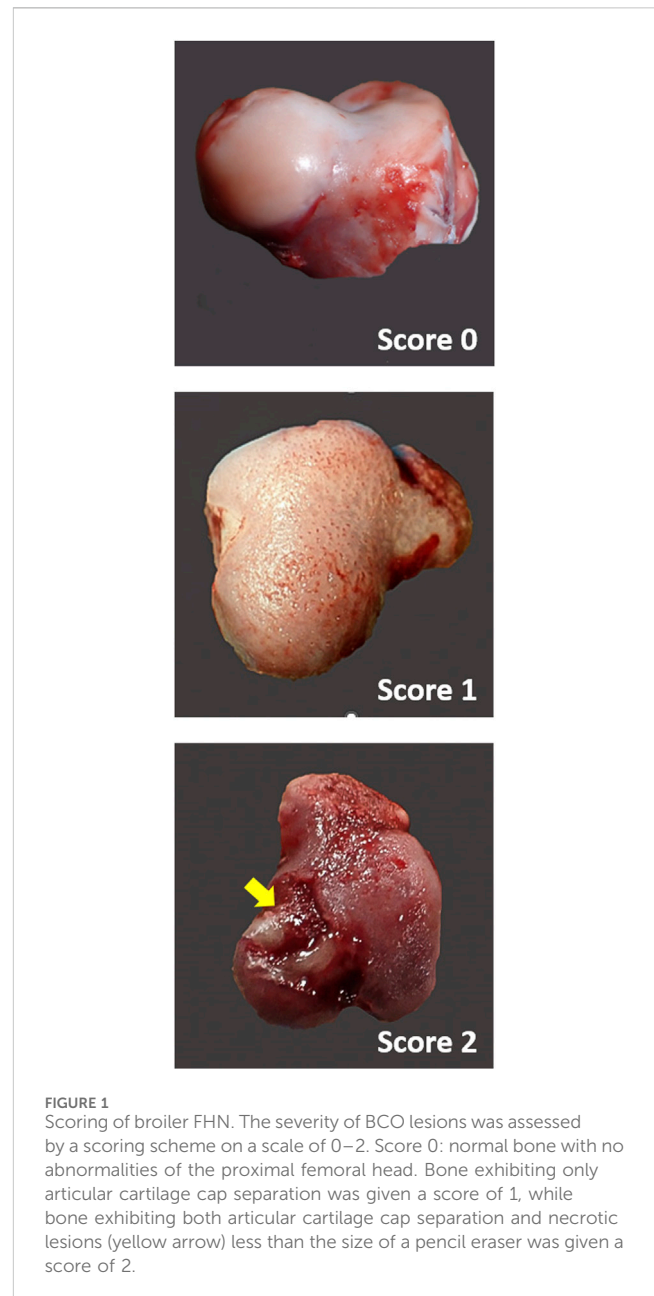 Score 0
Score 1
Score 2
FIGURE 1
Scoring of broiler FHN. The severity of BCO lesions was assessed
by a scoring scheme on a scale of 0–2. Score 0: normal bone with no
abnormalities of the proximal femoral head. Bone exhibiting only
articular cartilage cap separation was given a score of 1, while
bone exhibiting both articular cartilage cap separation and necrotic
lesions (yellow arrow) less than the size of a pencil eraser was given a
score of 2.